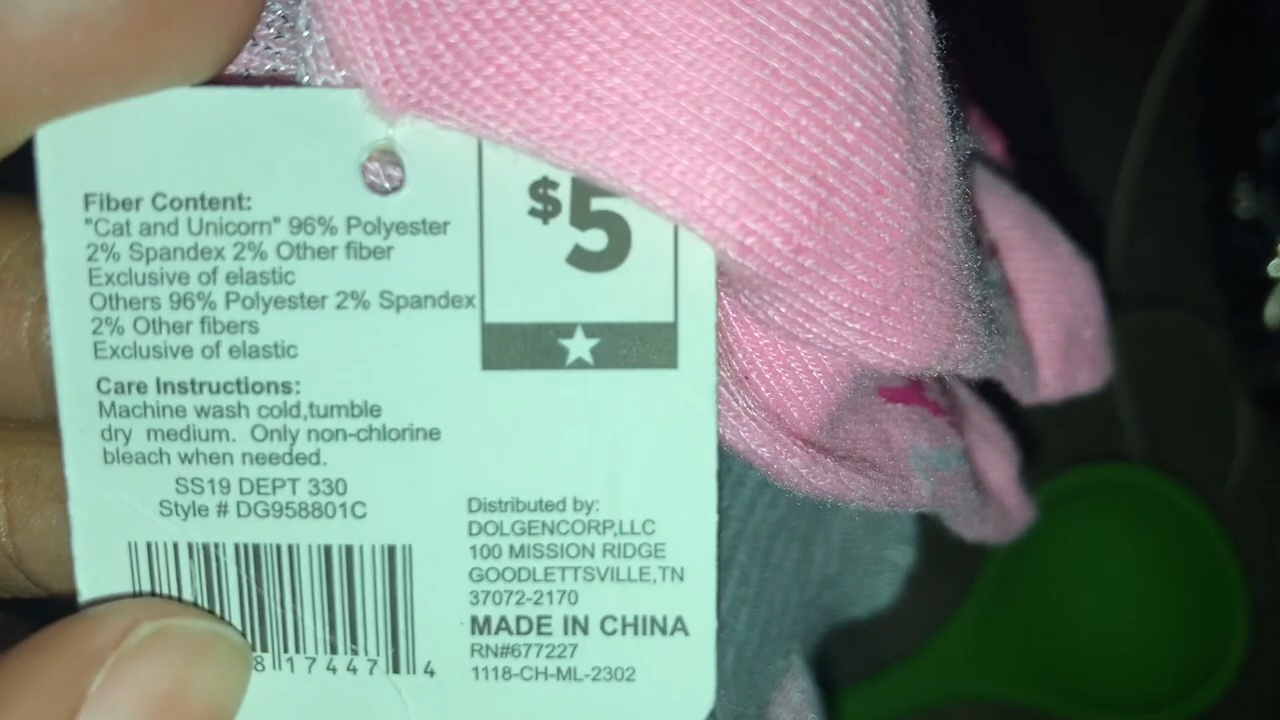 Fiber Content:
"Cat and Unicorn" 96% Polyester
2% Spandex 2% Other fiber
Exclusive of elastic
Others 96% Polyester 2% Spandex
2% Other fibers
Exclusive of elastic
Care Instructions:
Machine wash cold,tumble
dry medium. Only non-chlorine
bleach when needed.
SS19 DEPT 330
Style # DG958801C
8 17447 4
$5
Distributed by:
DOLGENCORP,LLC
100 MISSION RIDGE
GOODLETTSVILLE,TN
37072-2170
MADE IN CHINA
RN#677227
1118-CH-ML-2302